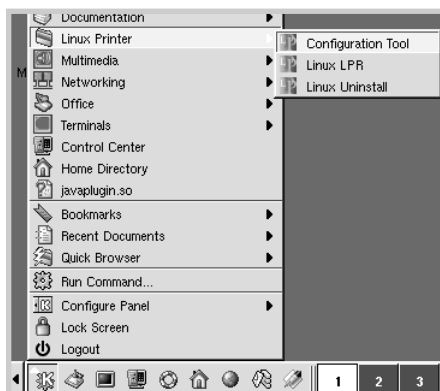 Documentation
Linux Printer
Configuration Tool
M
Multimedia
Linux LPR
Networking
Linux Uninstall
Office
Terminals
Control Center
Home Directory
javaplugin.so
Bookmarks
Recent Documents
Quick Browser
Run Command...
Configure Panel
Lock Screen
Logout
1 2 3